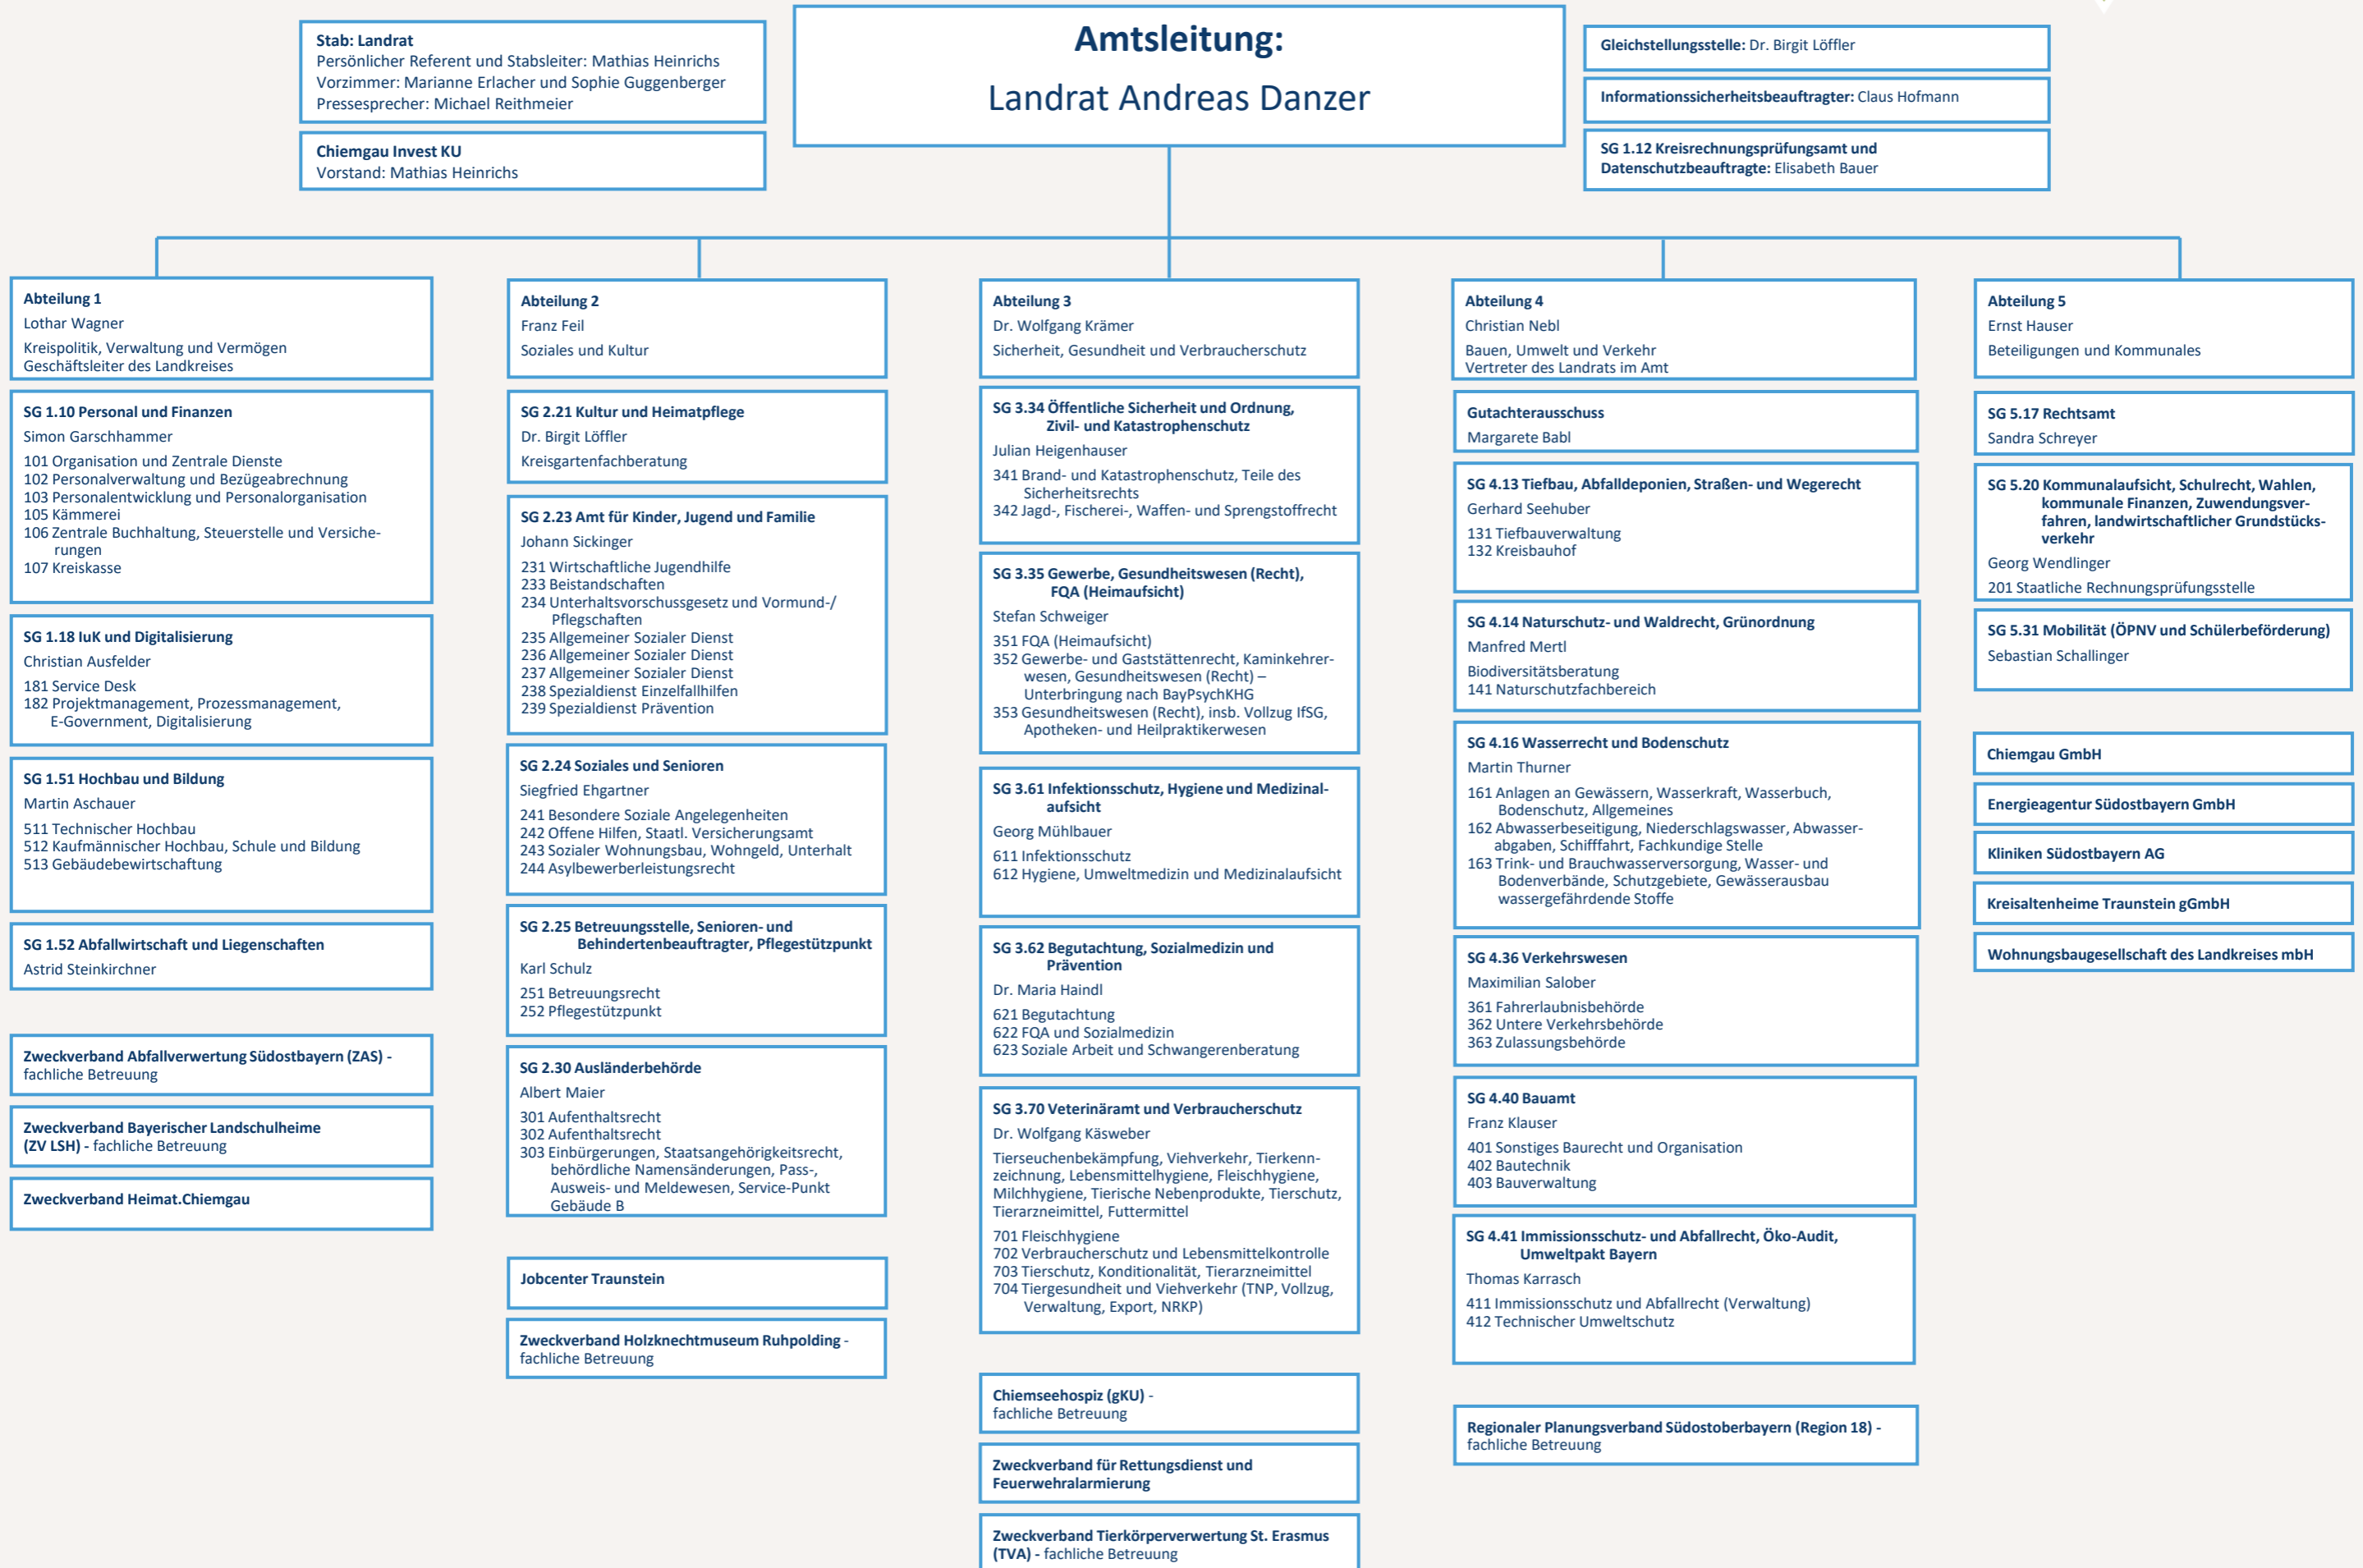 Stab: Landrat
Persönlicher Referent und Stabsleiter: Mathias Heinrichs
Vorzimmer: Marianne Erlacher und Sophie Guggenberger
Pressesprecher: Michael Reithmeier
Chiemgau Invest KU
Vorstand: Mathias Heinrichs
Amtsleitung:
Landrat Andreas Danzer
Gleichstellungsstelle: Dr. Birgit Löffler
Informationssicherheitsbeauftragter: Claus Hofmann
SG 1.12 Kreisrechnungsprüfungsamt und
Datenschutzbeauftragte: Elisabeth Bauer
Abteilung 1
Lothar Wagner
Kreispolitik, Verwaltung und Vermögen
Geschäftsleiter des Landkreises
SG 1.10 Personal und Finanzen
Simon Garschhammer
101 Organisation und Zentrale Dienste
102 Personalverwaltung und Bezügeabrechnung
103 Personalentwicklung und Personalorganisation
105 Kämmerei
106 Zentrale Buchhaltung, Steuerstelle und Versiche-
rungen
107 Kreiskasse
SG 1.18 IuK und Digitalisierung
Christian Ausfelder
181 Service Desk
182 Projektmanagement, Prozessmanagement,
E-Government, Digitalisierung
SG 1.51 Hochbau und Bildung
Martin Aschauer
511 Technischer Hochbau
512 Kaufmännischer Hochbau, Schule und Bildung
513 Gebäudebewirtschaftung
SG 1.52 Abfallwirtschaft und Liegenschaften
Astrid Steinkirchner
Zweckverband Abfallverwertung Südostbayern (ZAS) -
fachliche Betreuung
Zweckverband Bayerischer Landschulheime
(ZV LSH) - fachliche Betreuung
Zweckverband Heimat.Chiemgau
Abteilung 2
Franz Feil
Soziales und Kultur
SG 2.21 Kultur und Heimatpflege
Dr. Birgit Löffler
Kreisgartenfachberatung
SG 2.23 Amt für Kinder, Jugend und Familie
Johann Sickinger
231 Wirtschaftliche Jugendhilfe
233 Beistandschaften
234 Unterhaltsvorschussgesetz und Vormund-/
Pflegschaften
235 Allgemeiner Sozialer Dienst
236 Allgemeiner Sozialer Dienst
237 Allgemeiner Sozialer Dienst
238 Spezialdienst Einzelfallhilfen
239 Spezialdienst Prävention
SG 2.24 Soziales und Senioren
Siegfried Ehgartner
241 Besondere Soziale Angelegenheiten
242 Offene Hilfen, Staatl. Versicherungsamt
243 Sozialer Wohnungsbau, Wohngeld, Unterhalt
244 Asylbewerberleistungsrecht
SG 2.25 Betreuungsstelle, Senioren- und
Behindertenbeauftragter, Pflegestützpunkt
Karl Schulz
251 Betreuungsrecht
252 Pflegestützpunkt
SG 2.30 Ausländerbehörde
Albert Maier
301 Aufenthaltsrecht
302 Aufenthaltsrecht
303 Einbürgerungen, Staatsangehörigkeitsrecht,
behördliche Namensänderungen, Pass-,
Ausweis- und Meldewesen, Service-Punkt
Gebäude B
Jobcenter Traunstein
Zweckverband Holzknechtmuseum Ruhpolding -
fachliche Betreuung
Abteilung 3
Dr. Wolfgang Krämer
Sicherheit, Gesundheit und Verbraucherschutz
SG 3.34 Öffentliche Sicherheit und Ordnung,
Zivil- und Katastrophenschutz
Julian Heigenhauser
341 Brand- und Katastrophenschutz, Teile des
Sicherheitsrechts
342 Jagd-, Fischerei-, Waffen- und Sprengstoffrecht
SG 3.35 Gewerbe, Gesundheitswesen (Recht),
FQA (Heimaufsicht)
Stefan Schweiger
351 FQA (Heimaufsicht)
352 Gewerbe- und Gaststättenrecht, Kaminkehrer-
wesen, Gesundheitswesen (Recht) –
Unterbringung nach BayPsychKHG
353 Gesundheitswesen (Recht), insb. Vollzug IfSG,
Apotheken- und Heilpraktikerwesen
SG 3.61 Infektionsschutz, Hygiene und Medizinal-
aufsicht
Georg Mühlbauer
611 Infektionsschutz
612 Hygiene, Umweltmedizin und Medizinalaufsicht
SG 3.62 Begutachtung, Sozialmedizin und
Prävention
Dr. Maria Haindl
621 Begutachtung
622 FQA und Sozialmedizin
623 Soziale Arbeit und Schwangerenberatung
SG 3.70 Veterinäramt und Verbraucherschutz
Dr. Wolfgang Käsweber
Tierseuchenbekämpfung, Viehverkehr, Tierkenn-
zeichnung, Lebensmittelhygiene, Fleischhygiene,
Milchhygiene, Tierische Nebenprodukte, Tierschutz,
Tierarzneimittel, Futtermittel
701 Fleischhygiene
702 Verbraucherschutz und Lebensmittelkontrolle
703 Tierschutz, Konditionalität, Tierarzneimittel
704 Tiergesundheit und Viehverkehr (TNP, Vollzug,
Verwaltung, Export, NRKP)
Chiemseehospiz (gKU) -
fachliche Betreuung
Zweckverband für Rettungsdienst und
Feuerwehralarmierung
Zweckverband Tierkörperverwertung St. Erasmus
(TVA) - fachliche Betreuung
Abteilung 4
Christian Nebl
Bauen, Umwelt und Verkehr
Vertreter des Landrats im Amt
Gutachterausschuss
Margarete Babl
SG 4.13 Tiefbau, Abfalldeponien, Straßen- und Wegerecht
Gerhard Seehuber
131 Tiefbauverwaltung
132 Kreisbauhof
SG 4.14 Naturschutz- und Waldrecht, Grünordnung
Manfred Mertl
Biodiversitätsberatung
141 Naturschutzfachbereich
SG 4.16 Wasserrecht und Bodenschutz
Martin Thurner
161 Anlagen an Gewässern, Wasserkraft, Wasserbuch,
Bodenschutz, Allgemeines
162 Abwasserbeseitigung, Niederschlagswasser, Abwasser-
abgaben, Schifffahrt, Fachkundige Stelle
163 Trink- und Brauchwasserversorgung, Wasser- und
Bodenverbände, Schutzgebiete, Gewässerausbau
wassergefährdende Stoffe
SG 4.36 Verkehrswesen
Maximilian Salober
361 Fahrerlaubnisbehörde
362 Untere Verkehrsbehörde
363 Zulassungsbehörde
SG 4.40 Bauamt
Franz Klauser
401 Sonstiges Baurecht und Organisation
402 Bautechnik
403 Bauverwaltung
SG 4.41 Immissionsschutz- und Abfallrecht, Öko-Audit,
Umweltpakt Bayern
Thomas Karrasch
411 Immissionsschutz und Abfallrecht (Verwaltung)
412 Technischer Umweltschutz
Regionaler Planungsverband Südostoberbayern (Region 18) -
fachliche Betreuung
Abteilung 5
Ernst Hauser
Beteiligungen und Kommunales
SG 5.17 Rechtsamt
Sandra Schreyer
SG 5.20 Kommunalaufsicht, Schulrecht, Wahlen,
kommunale Finanzen, Zuwendungsver-
fahren, landwirtschaftlicher Grundstücks-
verkehr
Georg Wendlinger
201 Staatliche Rechnungsprüfungsstelle
SG 5.31 Mobilität (ÖPNV und Schülerbeförderung)
Sebastian Schallinger
Chiemgau GmbH
Energieagentur Südostbayern GmbH
Kliniken Südostbayern AG
Kreisaltenheime Traunstein gGmbH
Wohnungsbaugesellschaft des Landkreises mbH